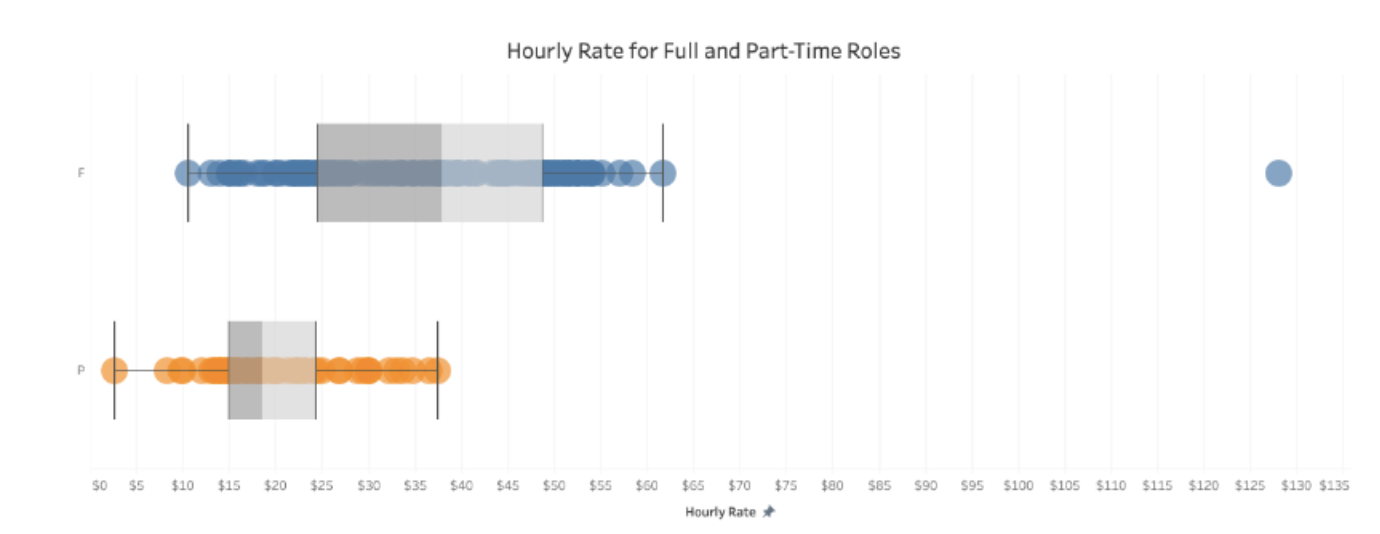 Hourly Rate for Full and Part-Time Roles
F
P
$0 $5 $10 $15 $20 $25 $30 $35 $40 $45 $50 $55 $60 $65 $70 $75 $80 $85 $90 $95 $100 $105 $110 $115 $120 $125 $130 $135
Hourly Rate